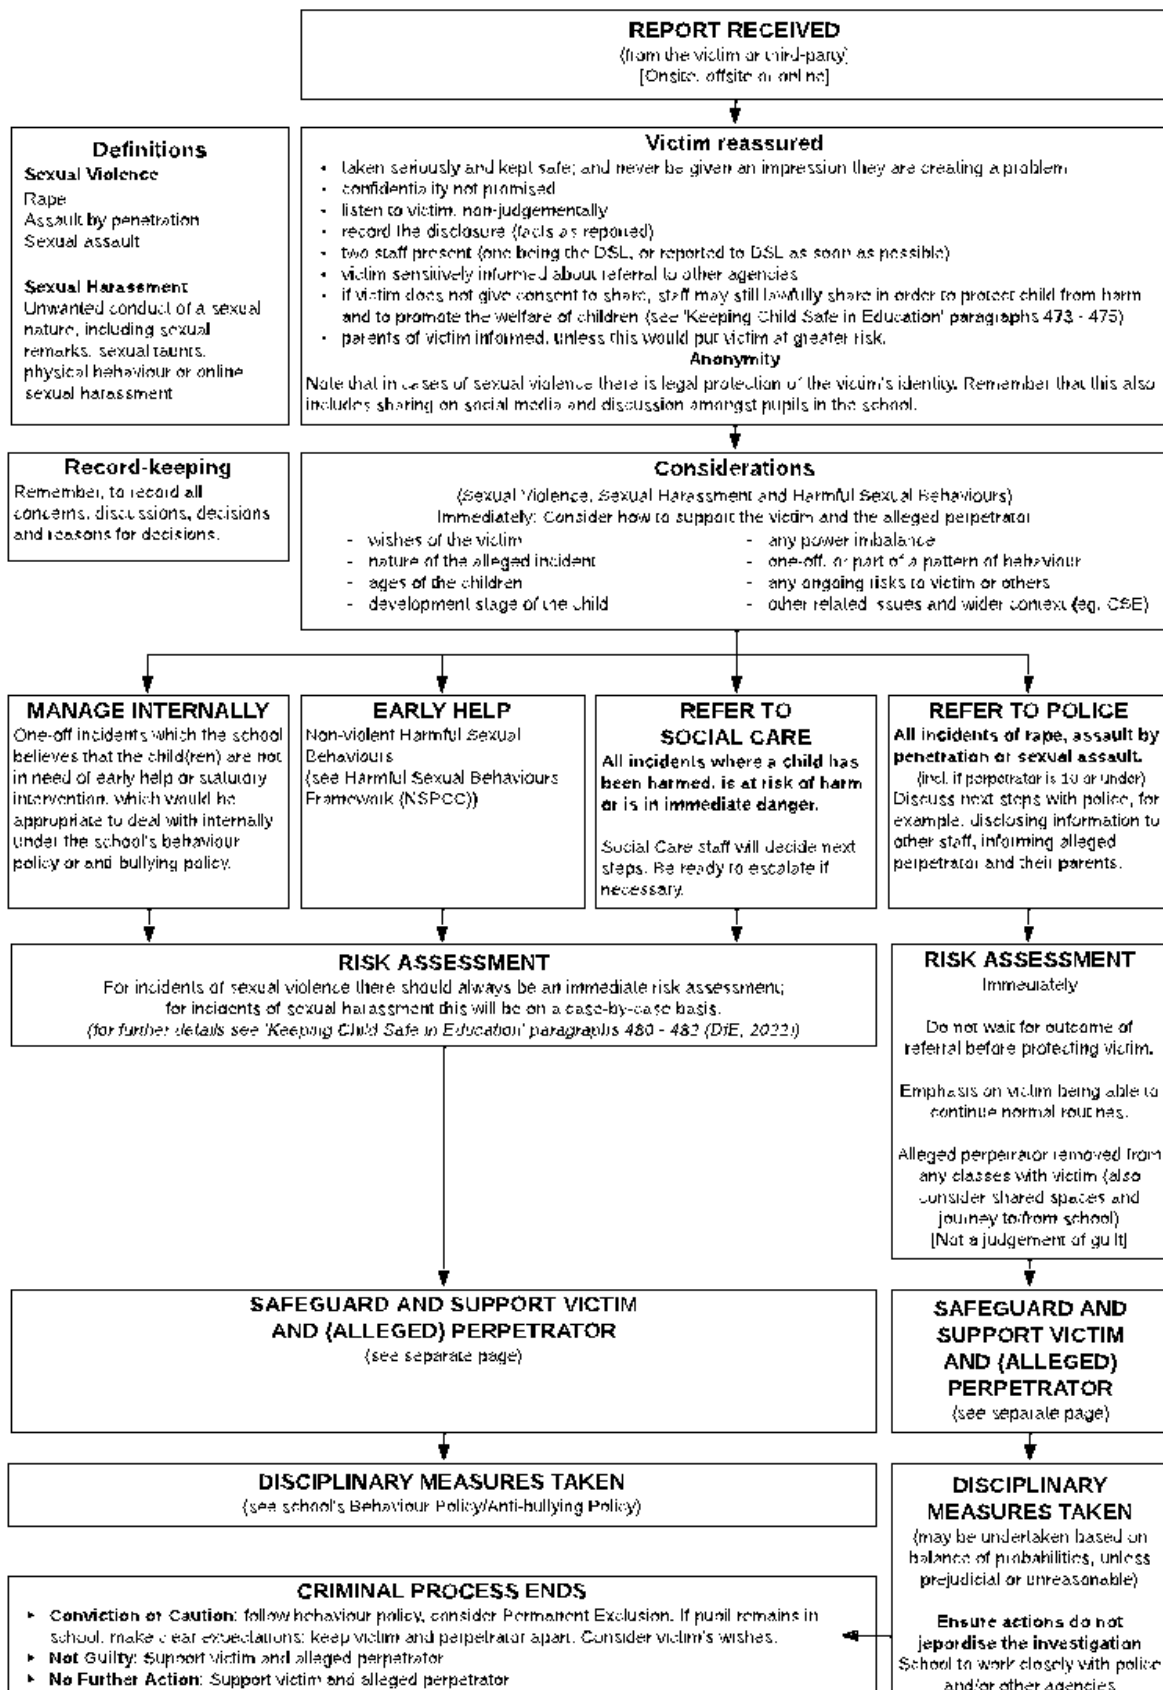 REPORT RECEIVED
(from the victim or third-party)
[Onsite, offsite or online]
Definitions
Sexual Violence
Rape
Assault by penetration
Sexual assault
Sexual Harassment
Unwanted conduct of a sexual
nature, including sexual
remarks, sexual taunts,
physical behaviour or online
sexual harassment
Victim reassured
• taken seriously and kept safe; and never be given an impression they are creating a problem
• confidentiality not promised
• listen to victim, non-judgementally
• record the disclosure (facts as reported)
• two staff present (one being the DSL, or reported to DSL as soon as possible)
• victim sensitively informed about referral to other agencies
• if victim does not give consent to share, staff may still lawfully share in order to protect child from harm
and to promote the welfare of children (see 'Keeping Child Safe in Education' paragraphs 473 - 475)
• parents of victim informed, unless this would put victim at greater risk.
Anonymity
Note that in cases of sexual violence there is legal protection of the victim's identity. Remember that this also
includes sharing on social media and discussion amongst pupils in the school.
Record-keeping
Remember, to record all
concerns, discussions, decisions
and reasons for decisions.
Considerations
(Sexual Violence, Sexual Harassment and Harmful Sexual Behaviours)
Immediately: Consider how to support the victim and the alleged perpetrator
- wishes of the victim
- nature of the alleged incident
- ages of the children
- development stage of the child
- any power imbalance
- one-off, or part of a pattern of behaviour
- any ongoing risks to victim or others
- other related issues and wider context (eg. CSE)
MANAGE INTERNALLY
One-off incidents which the school
believes that the child(ren) are not
in need of early help or statutory
intervention, which would be
appropriate to deal with internally
under the school's behaviour
policy or anti bullying policy.
EARLY HELP
Non-violent Harmful Sexual
Behaviours
(see Harmful Sexual Behaviours
Framework (NSPCC))
REFER TO
SOCIAL CARE
All incidents where a child has
been harmed, is at risk of harm
or is in immediate danger.
Social Care staff will decide next
steps. Be ready to escalate if
necessary.
REFER TO POLICE
All incidents of rape, assault by
penetration or sexual assault.
(incl. if perpetrator is 10 or under)
Discuss next steps with police, for
example, disclosing information to
other staff, informing alleged
perpetrator and their parents.
RISK ASSESSMENT
For incidents of sexual violence there should always be an immediate risk assessment;
for incidents of sexual harassment this will be on a case-by-case basis.
(for further details see 'Keeping Child Safe in Education' paragraphs 480 - 482 (DfE, 2022))
RISK ASSESSMENT
Immediately
Do not wait for outcome of
referral before protecting victim.
Emphasis on victim being able to
continue normal routines.
Alleged perpetrator removed from
any classes with victim (also
consider shared spaces and
journey to/from school)
[Not a judgement of guilt]
SAFEGUARD AND SUPPORT VICTIM
AND (ALLEGED) PERPETRATOR
(see separate page)
SAFEGUARD AND
SUPPORT VICTIM
AND (ALLEGED)
PERPETRATOR
(see separate page)
DISCIPLINARY MEASURES TAKEN
(see school's Behaviour Policy/Anti-bullying Policy)
DISCIPLINARY
MEASURES TAKEN
(may be undertaken based on
balance of probabilities, unless
prejudicial or unreasonable)
Ensure actions do not
jepordise the investigation
School to work closely with police
and/or other agencies
CRIMINAL PROCESS ENDS
▸ Conviction or Caution: follow behaviour policy, consider Permanent Exclusion. If pupil remains in
school, make clear expectations; keep victim and perpetrator apart. Consider victim's wishes.
▸ Not Guilty: Support victim and alleged perpetrator
▸ No Further Action: Support victim and alleged perpetrator